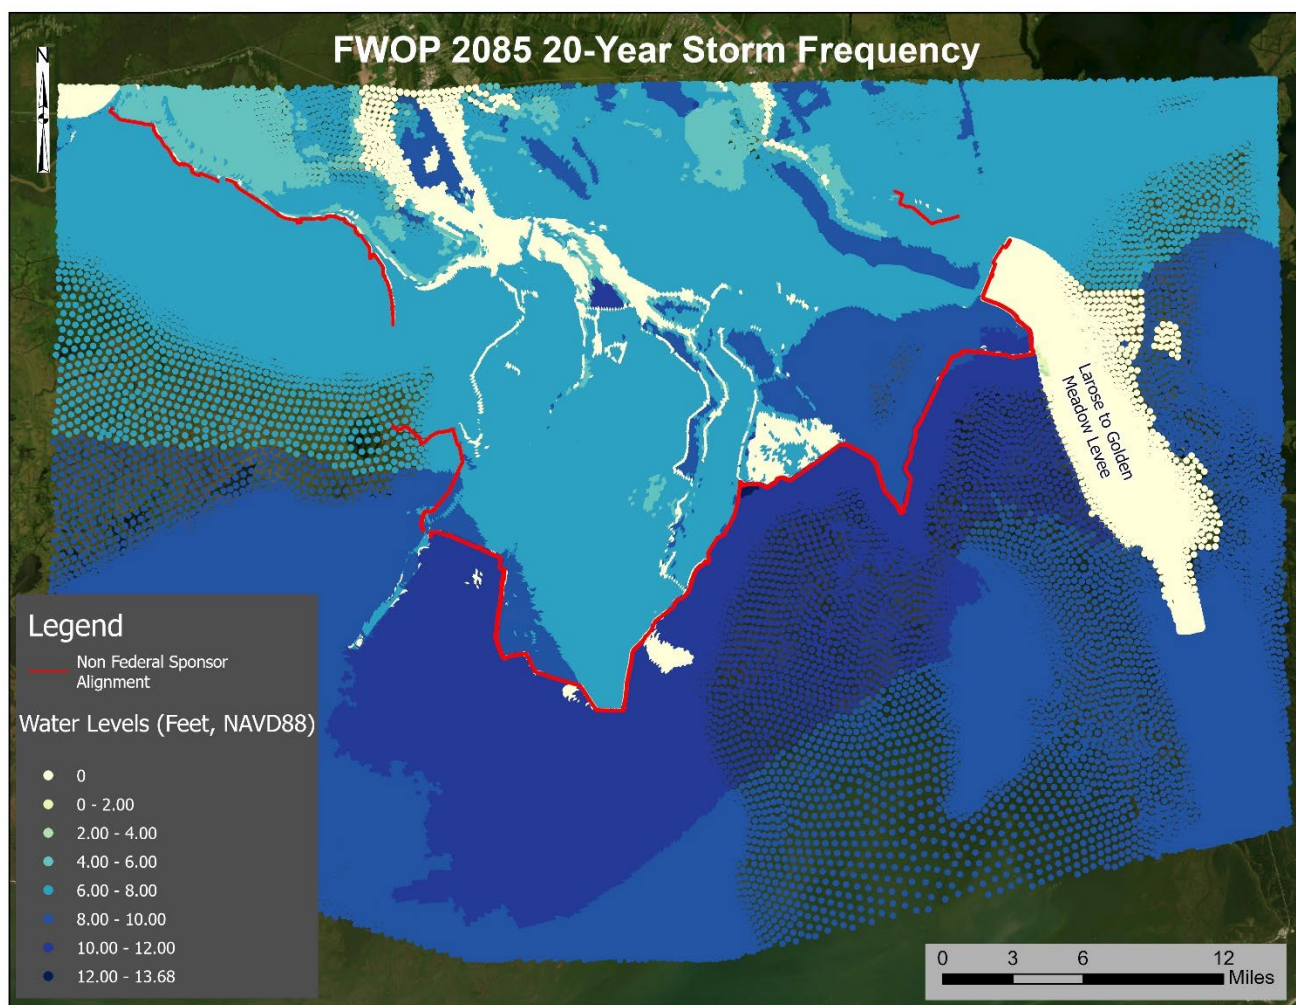 FWOP 2085 20-Year Storm Frequency
N
Larose to Golden
Meadow Levee
Legend
Non Federal Sponsor
Alignment
Water Levels (Feet, NAVD88)
0
0 - 2.00
2.00 - 4.00
4.00 - 6.00
6.00 - 8.00
8.00 - 10.00
10.00 - 12.00
12.00 - 13.68
0 3 6 12
Miles